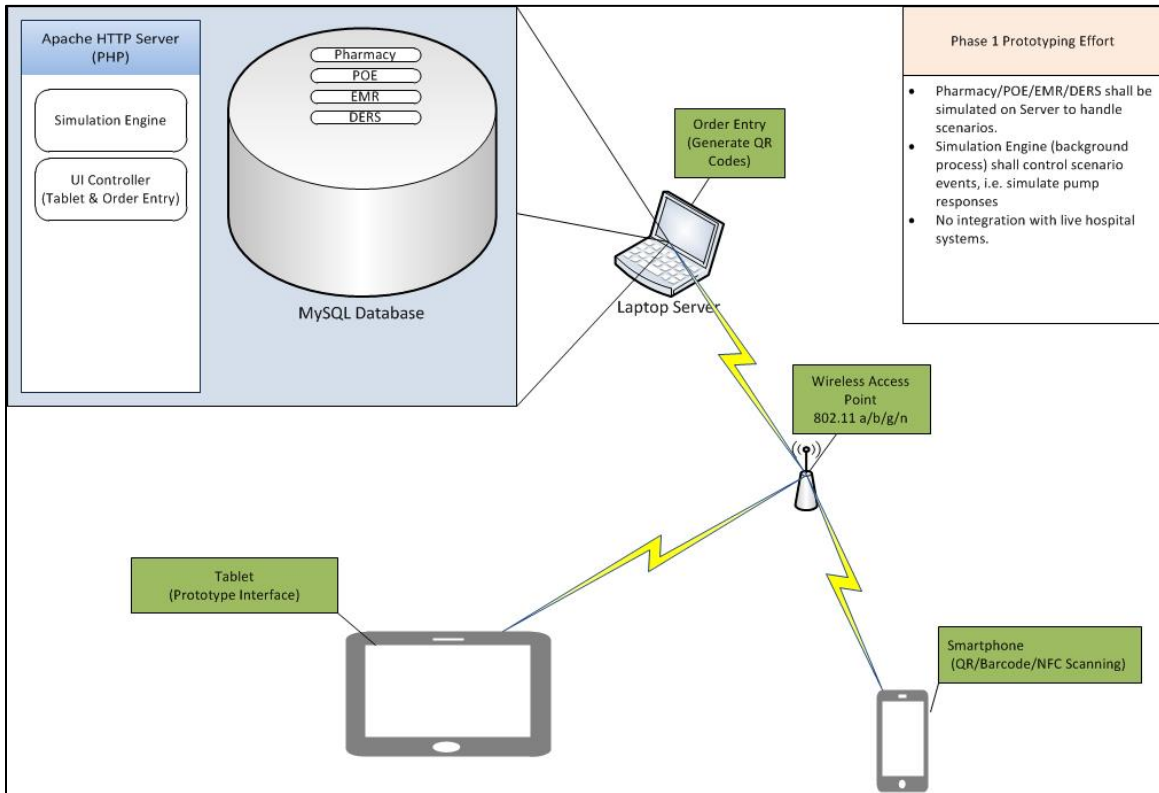 Apache HTTP Server
(PHP)
Simulation Engine
UI Controller
(Tablet & Order Entry)
Pharmacy
POE
EMR
DERS
MySQL Database
Order Entry
(Generate QR
Codes)
Laptop Server
Phase 1 Prototyping Effort
• Pharmacy/POE/EMR/DERS shall be
simulated on Server to handle
scenarios.
• Simulation Engine (background
process) shall control scenario
events, i.e. simulate pump
responses
• No integration with live hospital
systems.
Wireless Access
Point
802.11 a/b/g/n
Tablet
(Prototype Interface)
Smartphone
(QR/Barcode/NFC Scanning)